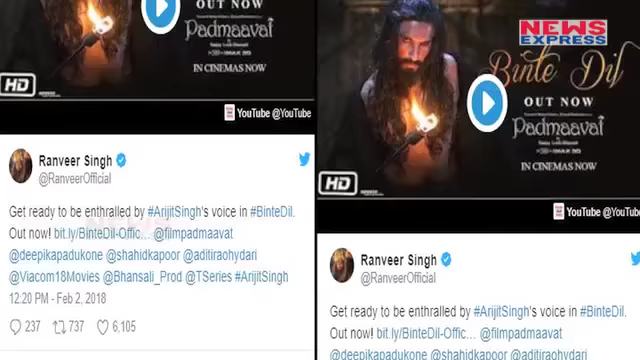 OUT NOW
Padmaavat
IN CINEMAS NOW
HD
YouTube @YouTube
Ranveer Singh
@RanveerOfficial
Get ready to be enthralled by #ArijitSingh's voice in #BinteDil.
Out now! bit.ly/BinteDil-Offic... @filmpadmaavat
@deepikapadukone @shahidkapoor @aditiraohydari
@Viacom18Movies @Bhansali_Prod @TSeries #ArijitSingh
12:20 PM - Feb 2, 2018
237 737 6,105
NEWS
EXPRESS
Binte Dil
OUT NOW
Padmaavat
IN CINEMAS NOW
HD
YouTube @YouTube
Ranveer Singh
@RanveerOfficial
Get ready to be enthralled by #ArijitSingh's voice in #BinteDil.
Out now! bit.ly/BinteDil-Offic... @filmpadmaavat
@deepikapadukone @shahidkapoor @aditiraohydari